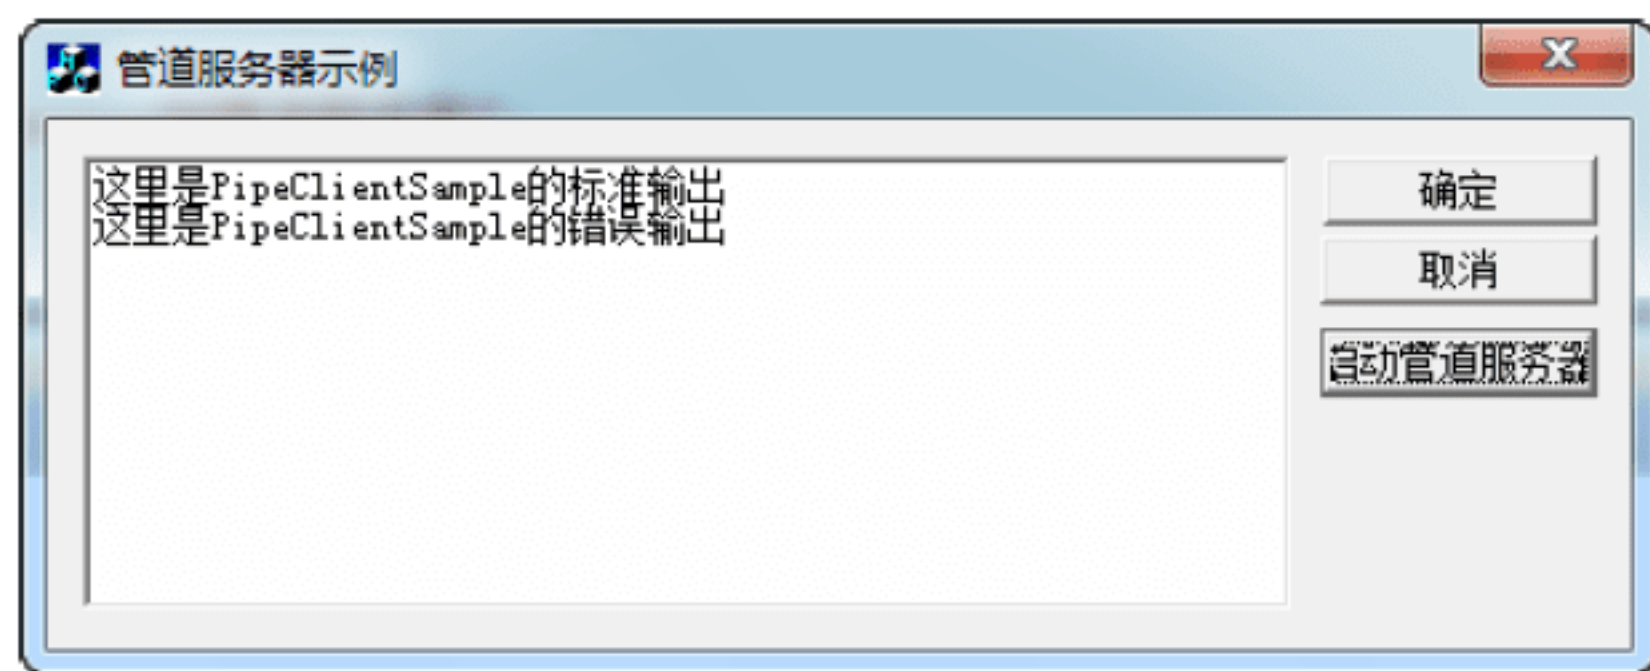 管道服务器示例
这里是PipeClientSample的标准输出
这里是PipeClientSample的错误输出
确定
取消
启动管道服务器